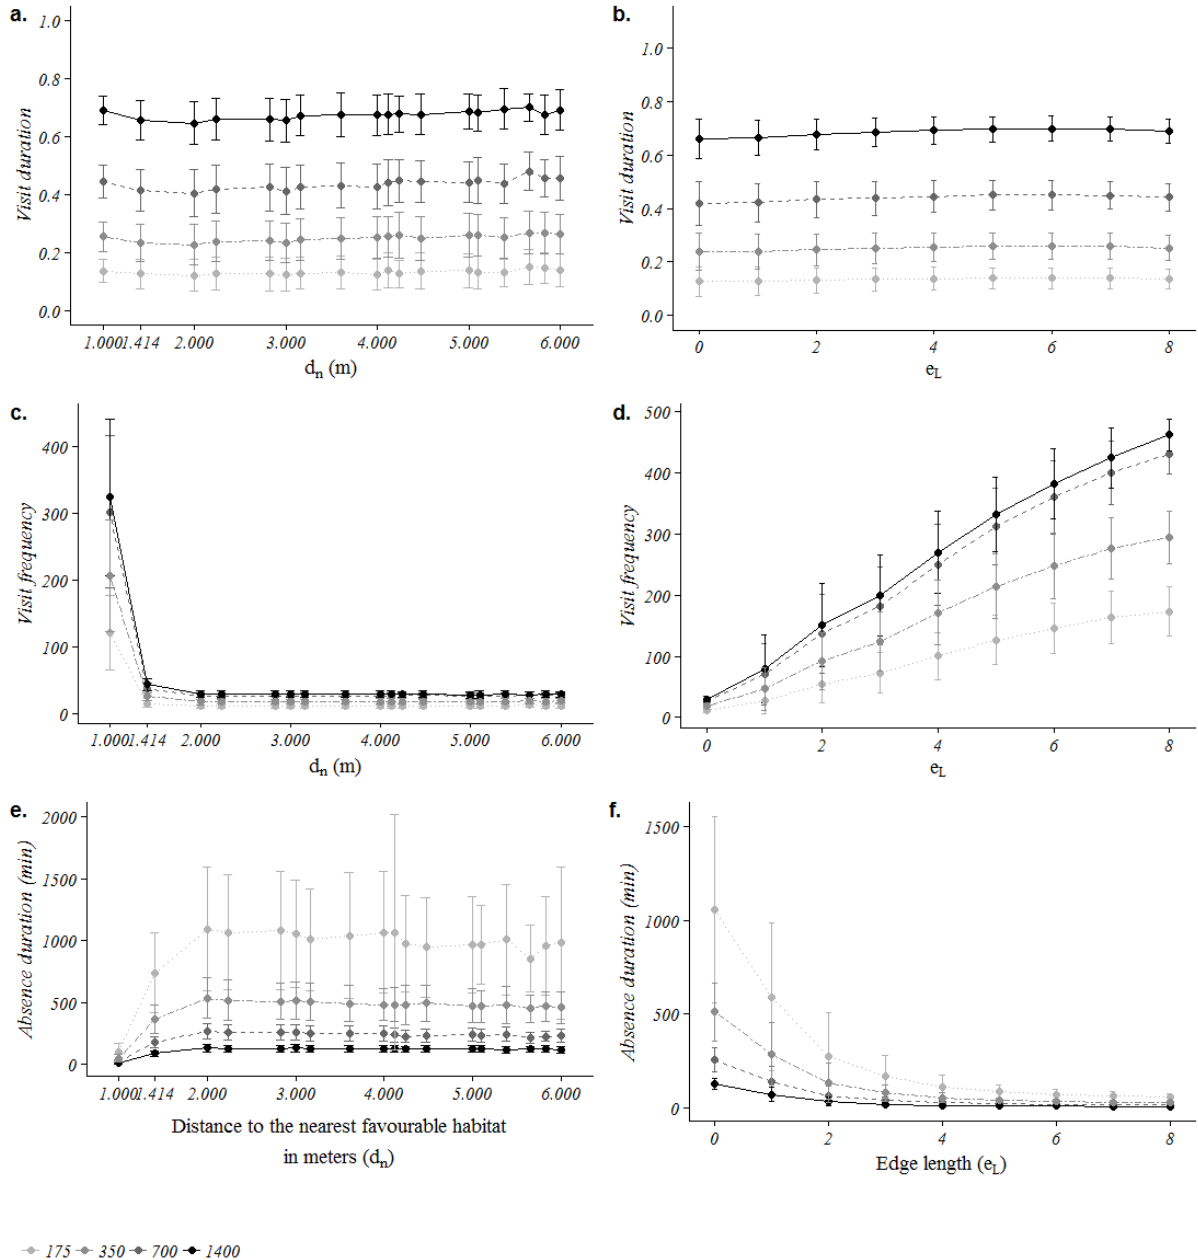 a.
1.0
0.8
0.6
0.4
0.2
0.0
Visit duration
1.000 1.414 2.000 3.000 4.000 5.000 6.000
dn (m)
b.
1.0
0.8
0.6
0.4
0.2
0.0
Visit duration
0 2 4 6 8
eL
c.
400
300
200
100
0
Visit frequency
1.000 1.414 2.000 3.000 4.000 5.000 6.000
dn (m)
d.
500
400
300
200
100
0
Visit frequency
0 2 4 6 8
eL
e.
2000
1500
1000
500
0
Absence duration (min)
1.000 1.414 2.000 3.000 4.000 5.000 6.000
Distance to the nearest favourable habitat
in meters (dn)
f.
1500
1000
500
0
Absence duration (min)
0 2 4 6 8
Edge length (eL)
175 350 700 1400